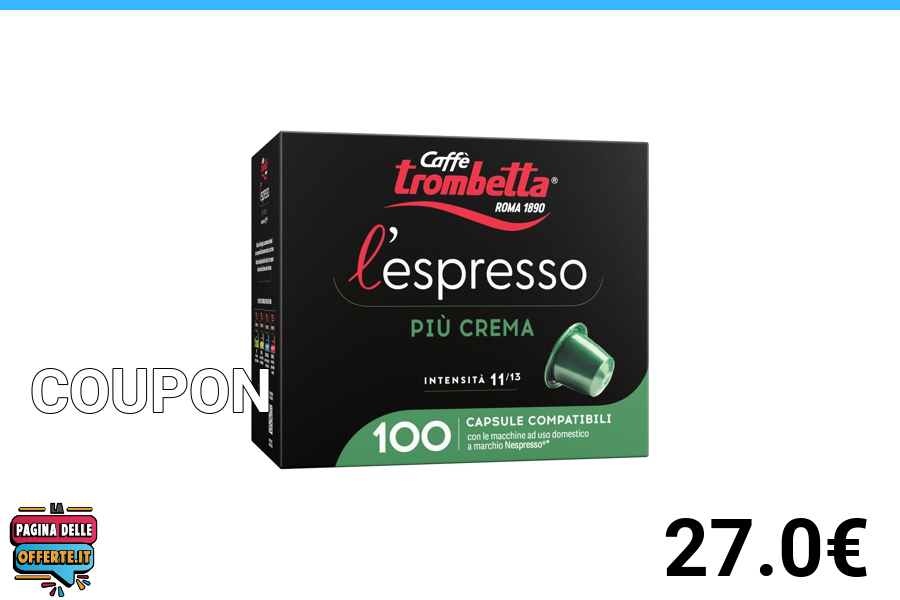 Caffè
trombetta®
ROMA 1890
l'espresso
PIÙ CREMA
INTENSITÀ 11/13
COUPON
100
CAPSULE COMPATIBILI
con le macchine ad uso domestico
a marchio Nespresso**
LA
PAGINA DELLE
OFFERTE.IT
27.0€